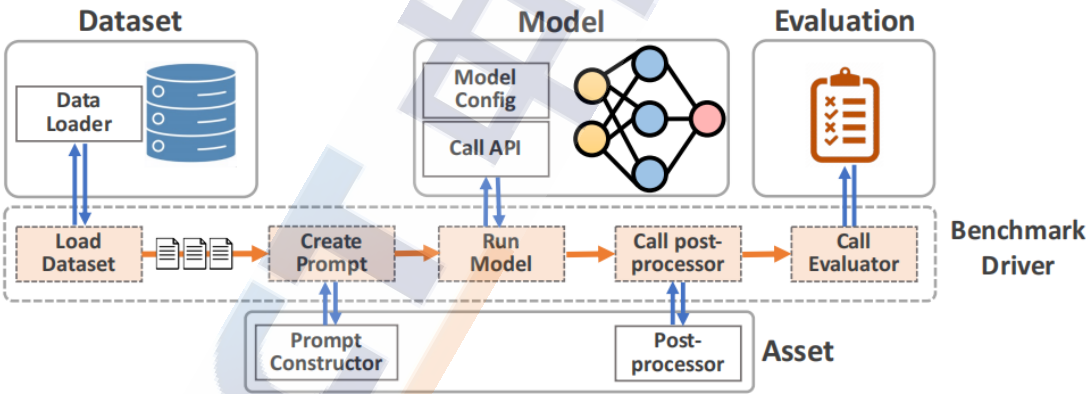 Dataset
Model
Evaluation
Data
Loader
Model
Config
Call API
Load
Dataset
Create
Prompt
Run
Model
Call post-
processor
Call
Evaluator
Benchmark
Driver
Prompt
Constructor
Post-
processor
Asset